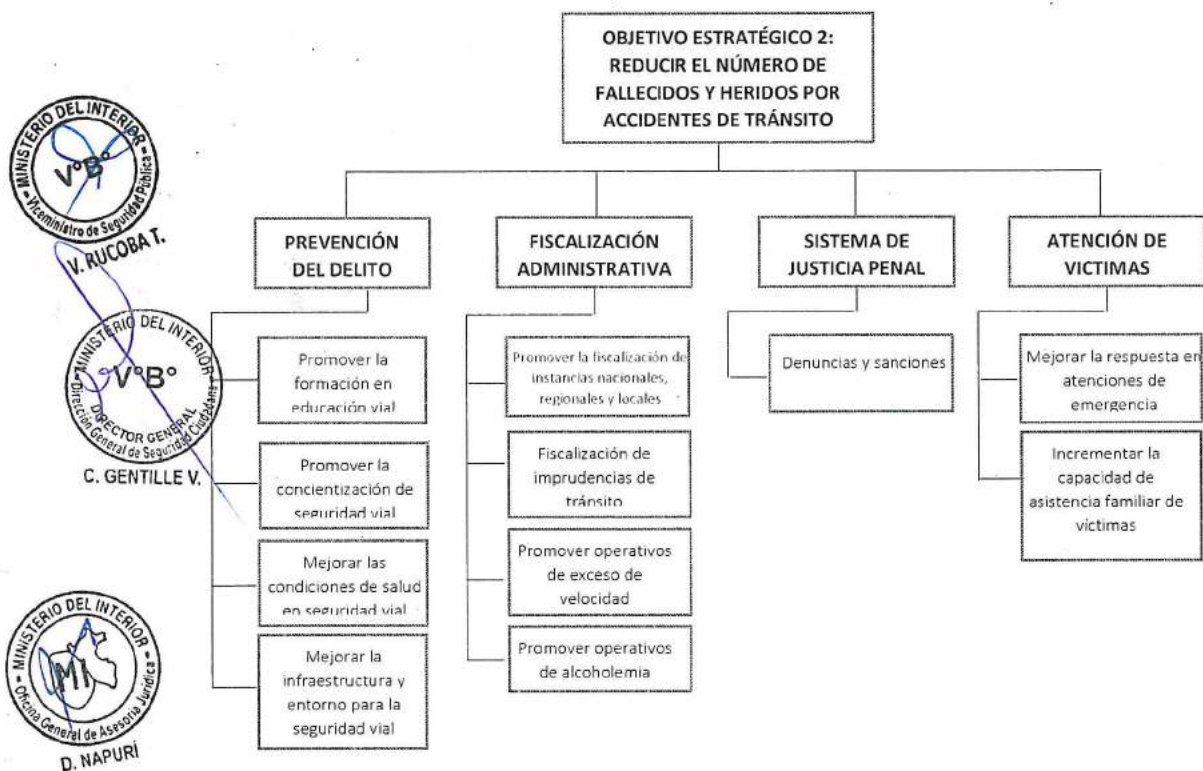 OBJETIVO ESTRATÉGICO 2:
REDUCIR EL NÚMERO DE
FALLECIDOS Y HERIDOS POR
ACCIDENTES DE TRÁNSITO
MINISTERIO DEL INTERIOR
V°B°
Viceministro de Seguridad Pública
V. RUCOBA T.
MINISTERIO DEL INTERIOR
V°B°
DIRECTOR GENERAL
Dirección General de Seguridad Ciudadana
C. GENTILLE V.
MINISTERIO DEL INTERIOR
MI
Oficina General de Asesoría Jurídica
D. NAPURÍ
PREVENCIÓN
DEL DELITO
Promover la
formación en
educación vial
Promover la
concientización de
seguridad vial
Mejorar las
condiciones de salud
en seguridad vial
Mejorar la
infraestructura y
entorno para la
seguridad vial
FISCALIZACIÓN
ADMINISTRATIVA
Promover la fiscalización de
instancias nacionales,
regionales y locales
Fiscalización de
imprudencias de
tránsito
Promover operativos
de exceso de
velocidad
Promover operativos
de alcoholemia
SISTEMA DE
JUSTICIA PENAL
Denuncias y sanciones
ATENCIÓN DE
VICTIMAS
Mejorar la respuesta en
atenciones de
emergencia
Incrementar la
capacidad de
asistencia familiar de
víctimas